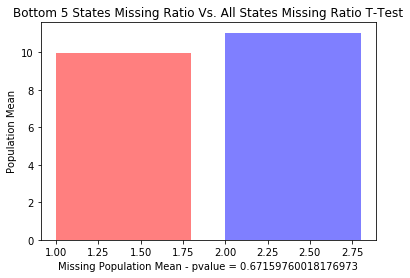 Bottom 5 States Missing Ratio Vs. All States Missing Ratio T-Test
Population Mean
10
8
6
4
2
0
1.00 1.25 1.50 1.75 2.00 2.25 2.50 2.75
Missing Population Mean - pvalue = 0.67159760018176973